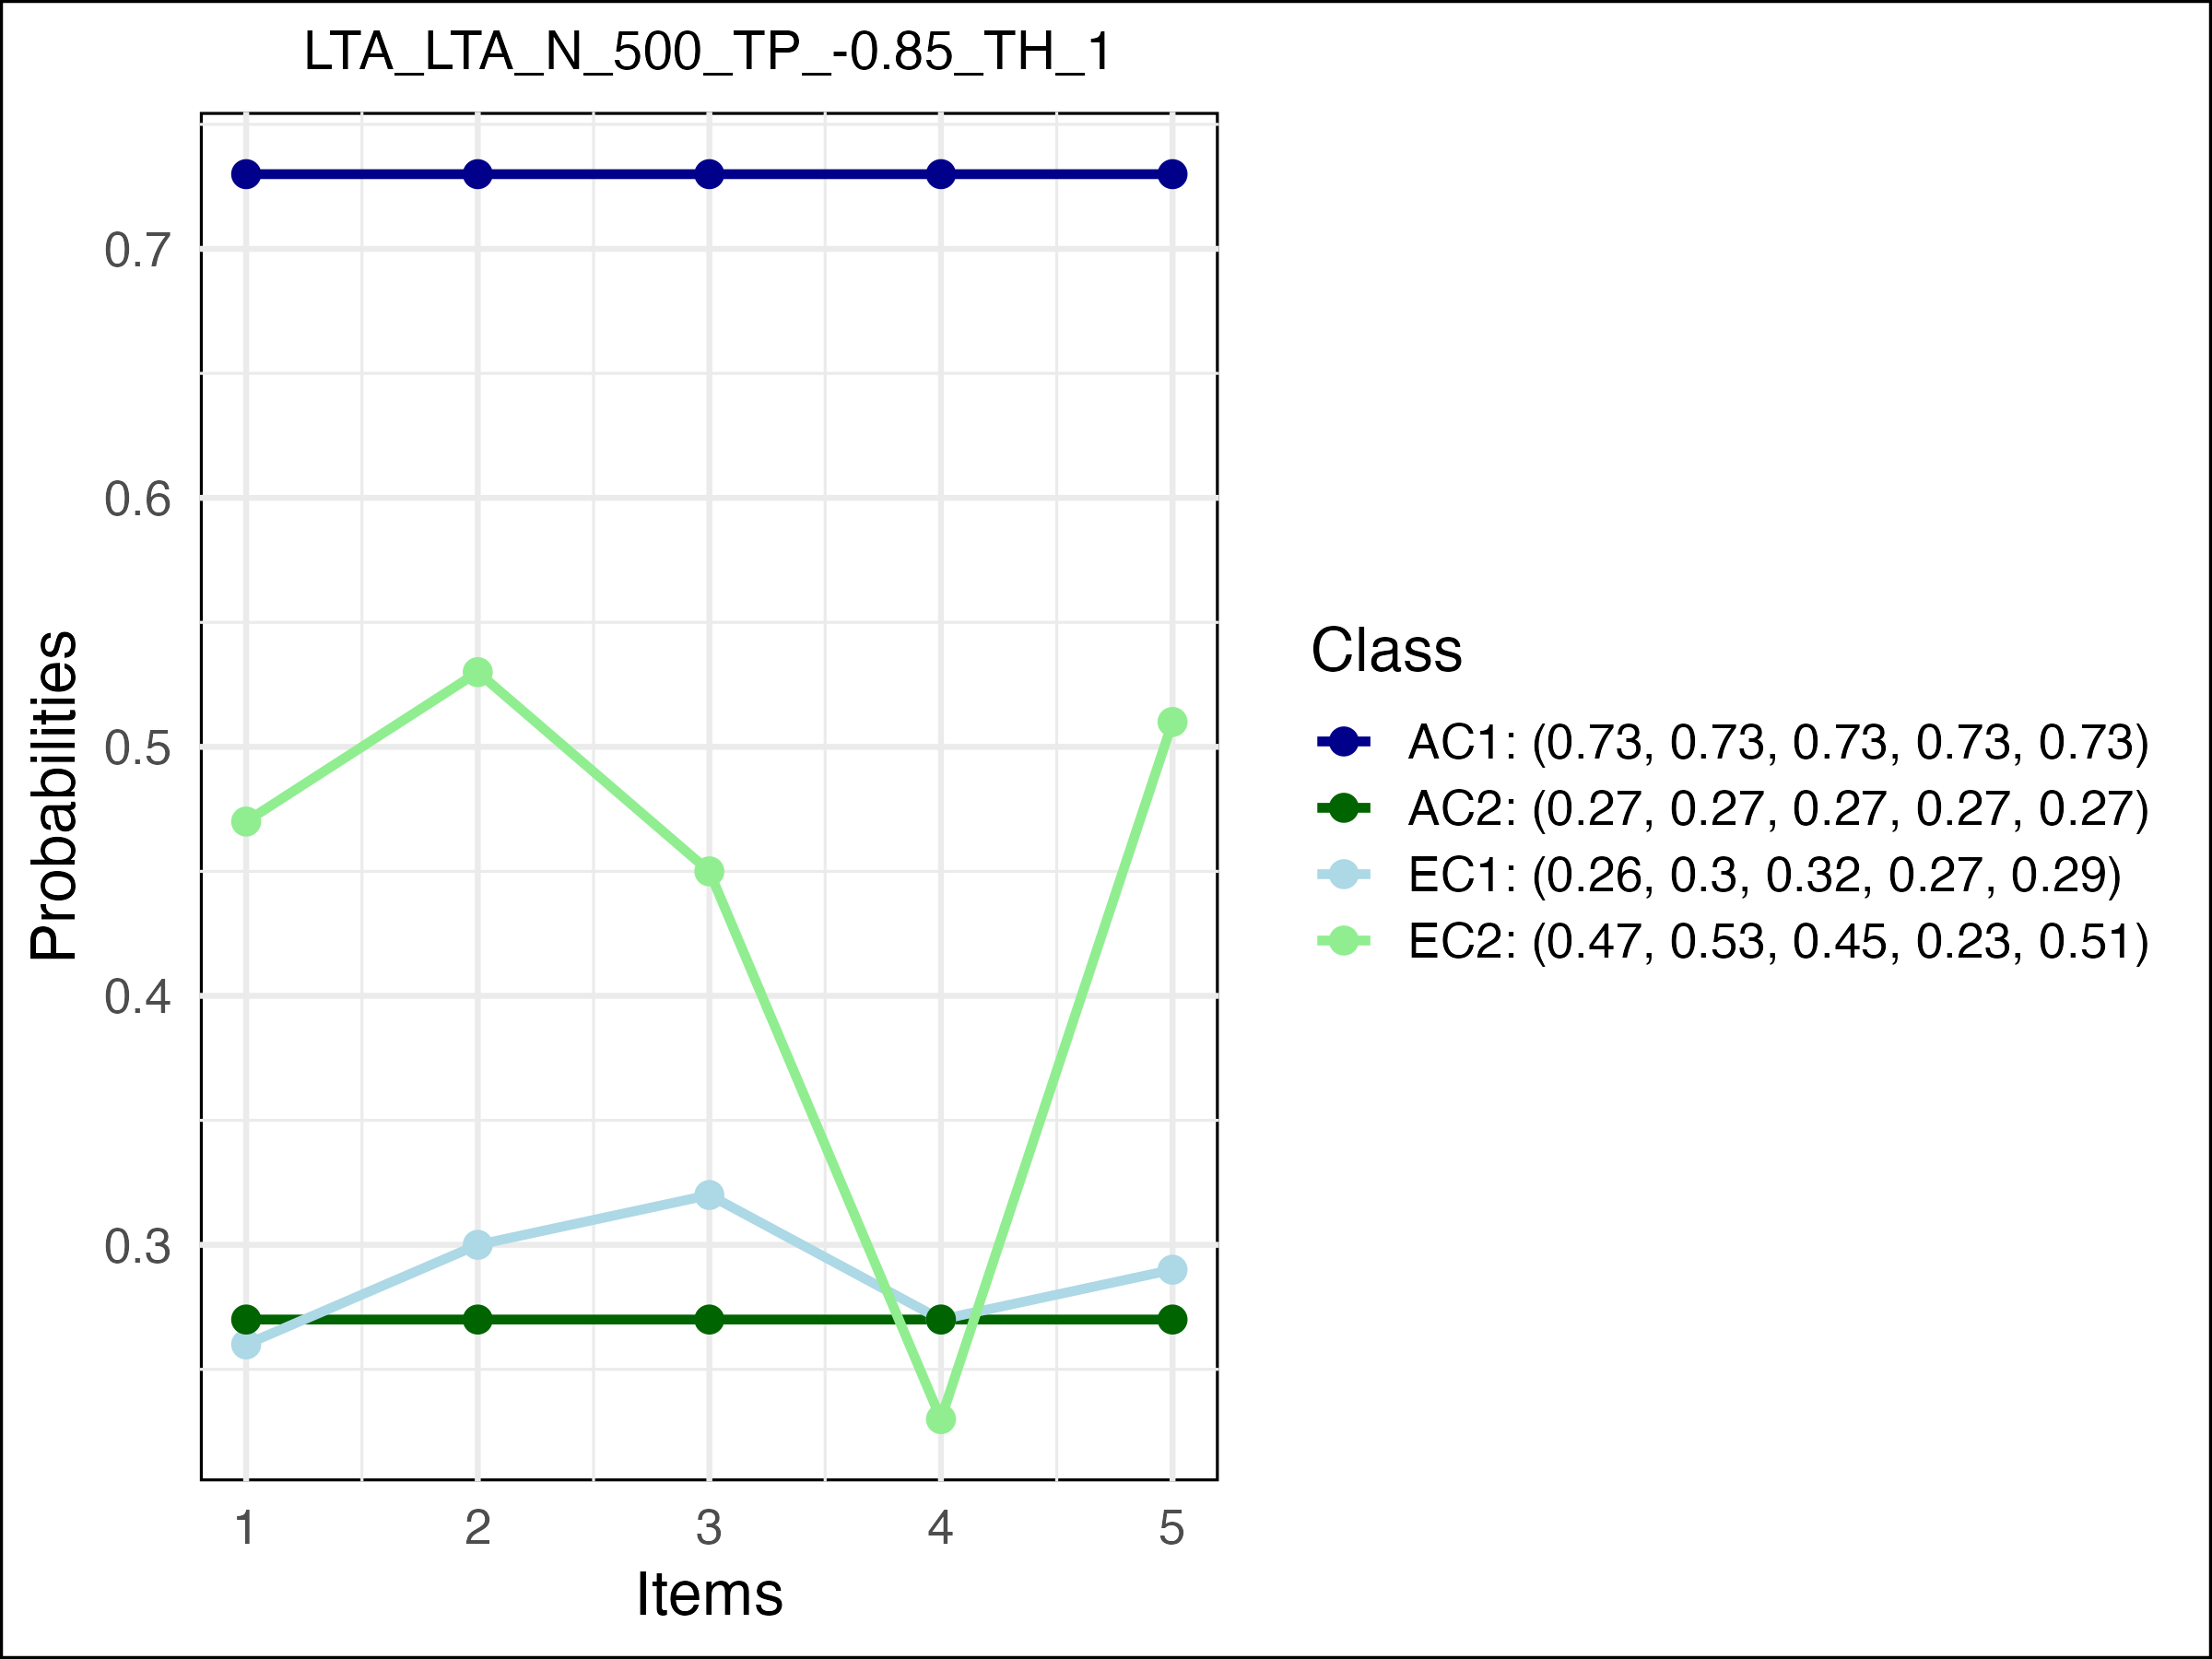 LTA_LTA_N_500_TP_-0.85_TH_1
Probabilities
0.7
0.6
0.5
0.4
0.3
1 2 3 4 5
Items
Class
AC1: (0.73, 0.73, 0.73, 0.73, 0.73)
AC2: (0.27, 0.27, 0.27, 0.27, 0.27)
EC1: (0.26, 0.3, 0.32, 0.27, 0.29)
EC2: (0.47, 0.53, 0.45, 0.23, 0.51)